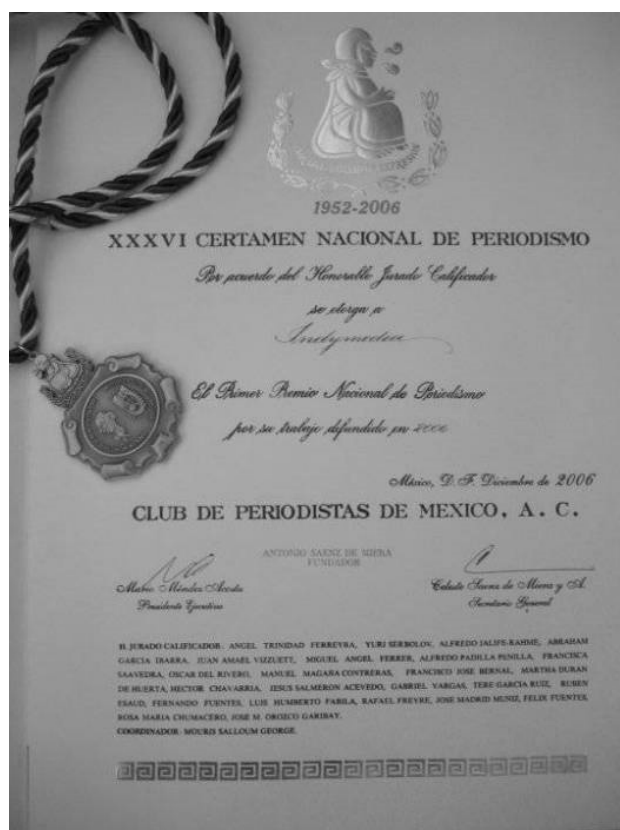 1952-2006
XXXVI CERTAMEN NACIONAL DE PERIODISMO
Por acuerdo del Honorable Jurado Calificador
se otorga a
Indymedia
El Primer Premio Nacional de Periodismo
por su trabajo difundido en 2006
México, D. F. Diciembre de 2006
CLUB DE PERIODISTAS DE MEXICO, A. C.
ANTONIO SAENZ DE MIERA
FUNDADOR
Mateo Méndez Acosta
Celeste Saenz de Miera y A.
Presidente Ejecutivo
Secretario General
H. JURADO CALIFICADOR: ANGEL TRINIDAD FERREYRA, YURI SERBOLOV, ALFREDO JALIFE-RAHME, ABRAHAM
GARCIA IBARRA, JUAN AMAEL VIZZUETT, MIGUEL ANGEL FERRER, ALFREDO PADILLA PENILLA, FRANCISCA
SAAVEDRA, OSCAR DEL RIVERO, MANUEL MAGAÑA CONTRERAS, FRANCISCO JOSE BERNAL, MARTHA DURAN
DE HUERTA, HECTOR CHAVARRIA, JESUS SALMERON ACEVEDO, GABRIEL VARGAS, TERE GARCIA RUIZ, RUBEN
ESAUD, FERNANDO FUENTES, LUIS HUMBERTO FABILA, RAFAEL FREYRE, JOSE MADRID MUNIZ, FELIX FUENTES,
ROSA MARIA CHUMACERO, JOSE M. OROZCO GARIBAY.
COORDINADOR: MOURIS SALLOUM GEORGE.